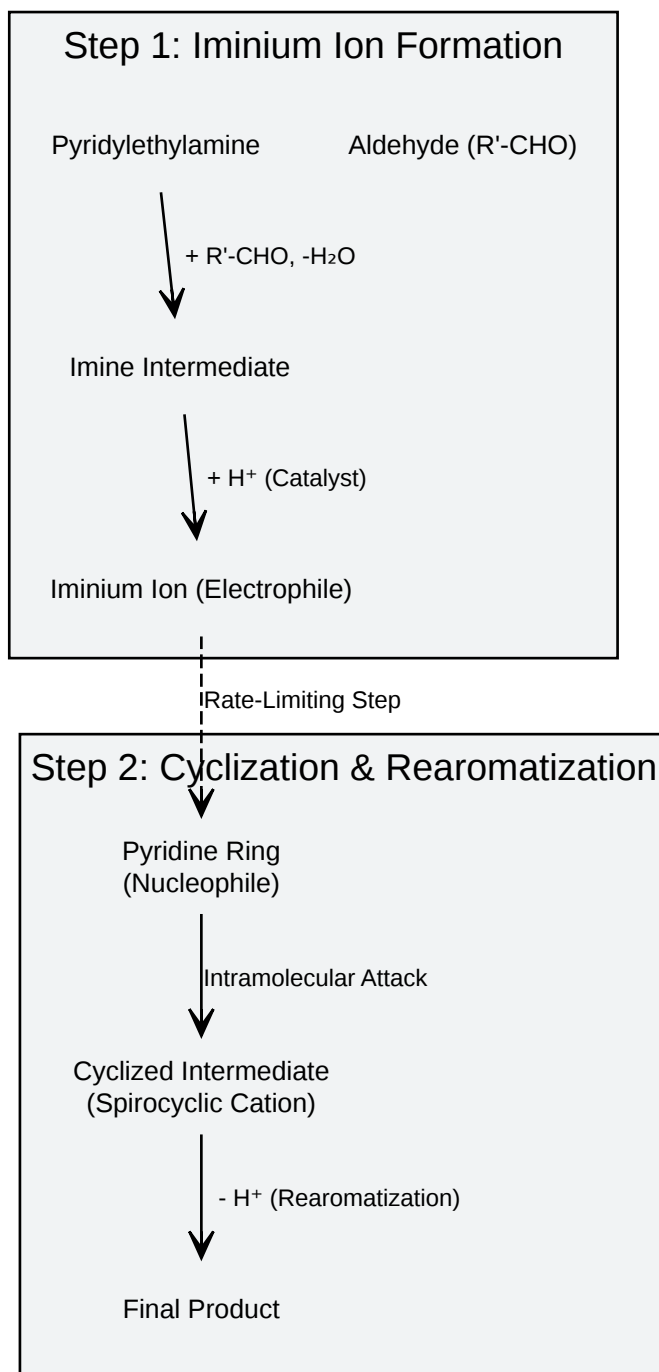 Step 1: Iminium Ion Formation
Pyridylethylamine
Aldehyde (R'-CHO)
+ R'-CHO, -H₂O
Imine Intermediate
+ H⁺ (Catalyst)
Iminium Ion (Electrophile)
Rate-Limiting Step
Step 2: Cyclization & Rearomatization
Pyridine Ring
(Nucleophile)
Intramolecular Attack
Cyclized Intermediate
(Spirocyclic Cation)
- H⁺ (Rearomatization)
Final Product